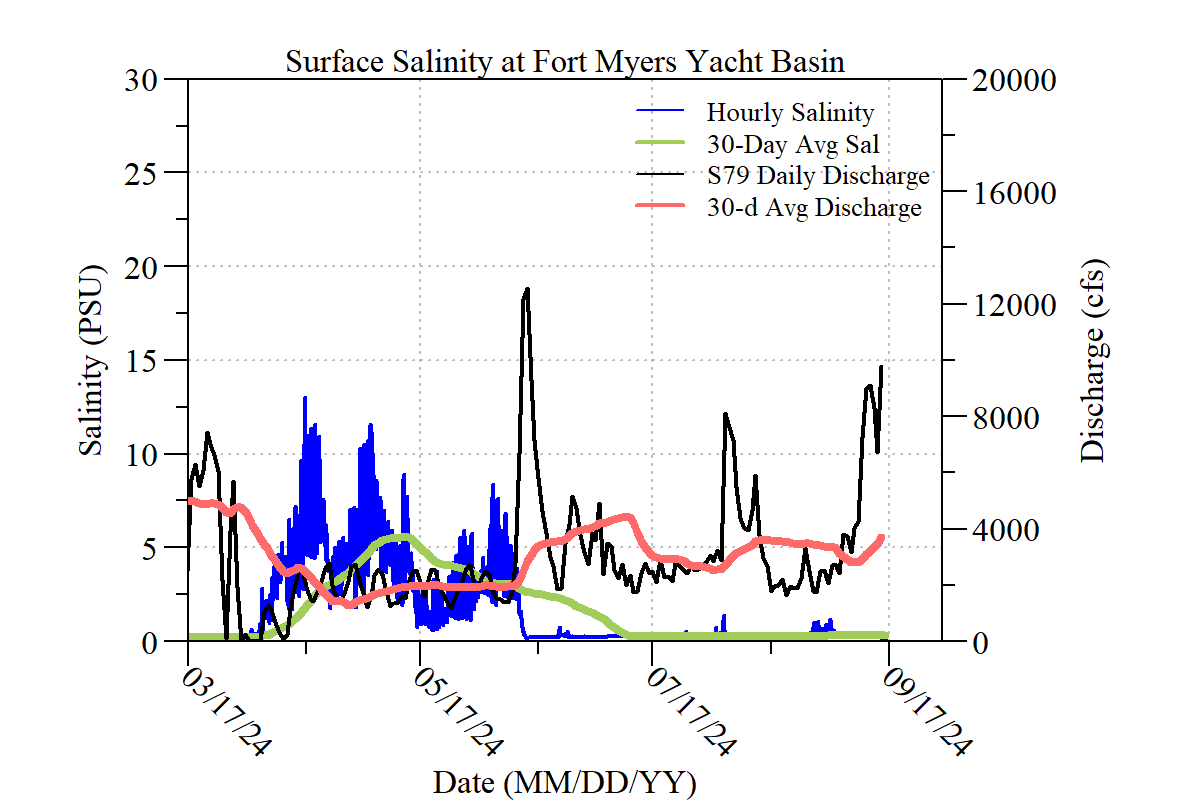 Surface Salinity at Fort Myers Yacht Basin
30
25
20
15
10
5
0
Salinity (PSU)
Hourly Salinity
30-Day Avg Sal
S79 Daily Discharge
30-d Avg Discharge
20000
16000
12000
8000
4000
0
Discharge (cfs)
03/17/24
05/17/24
07/17/24
09/17/24
Date (MM/DD/YY)